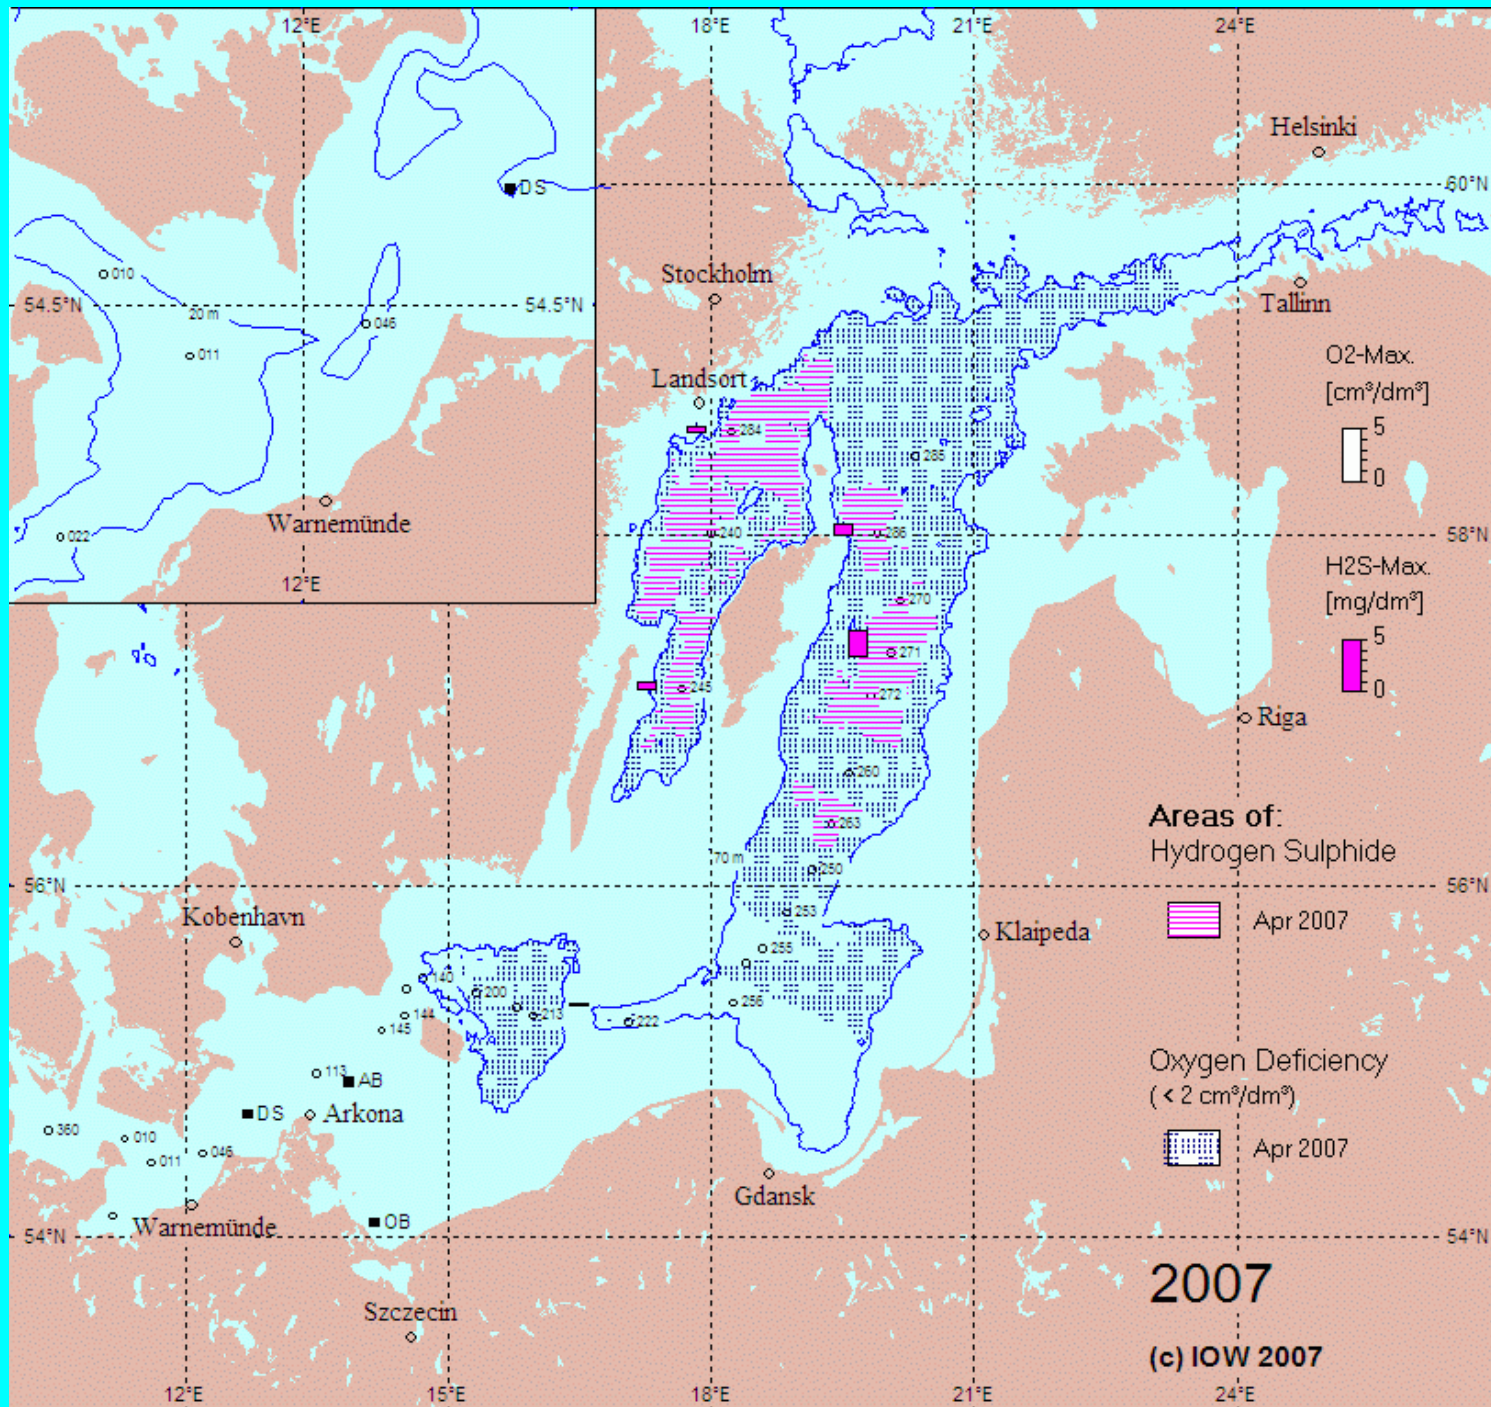 12°E
18°E
21°E
24°E
Helsinki
DS
60°N
010
Stockholm
54.5°N
20 m
54.5°N
Tallinn
046
011
O2-Max.
[cm³/dm³]
Landsort
5
0
284
285
Warnemünde
022
240
286
58°N
12°E
H2S-Max.
[mg/dm³]
270
5
0
271
245
272
Riga
260
Areas of:
Hydrogen Sulphide
263
70 m
250
56°N
56°N
Kobenhavn
253
Apr 2007
Klaipeda
255
140
200
256
144
213
222
145
Oxygen Deficiency
( < 2 cm³/dm³)
113
AB
DS
Arkona
360
010
046
011
Apr 2007
Gdansk
Warnemünde
OB
54°N
54°N
2007
Szczecin
(c) IOW 2007
12°E
15°E
18°E
21°E
24°E